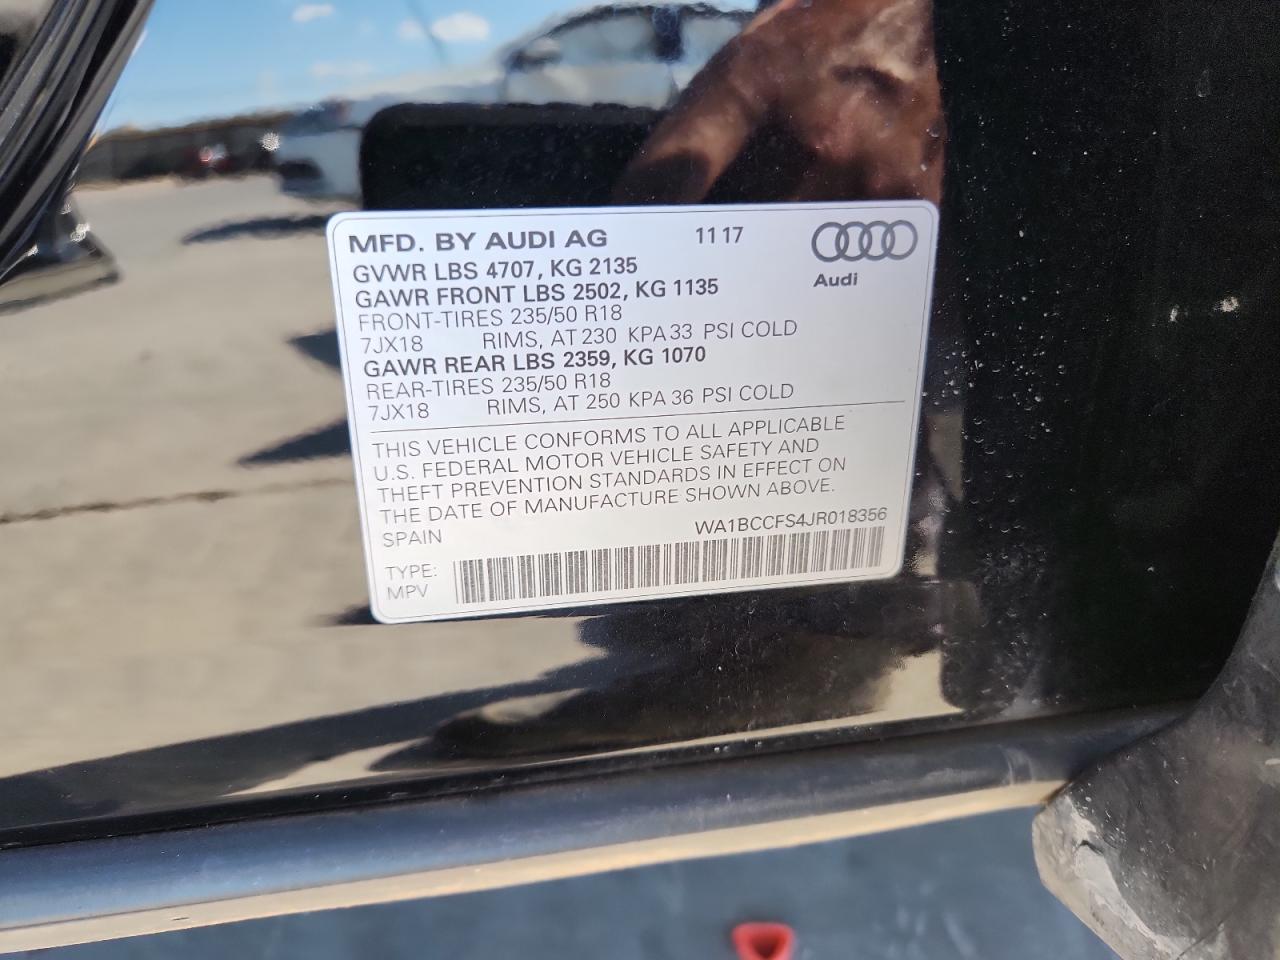 MFD. BY AUDI AG 11 17
Audi
GVWR LBS 4707, KG 2135
GAWR FRONT LBS 2502, KG 1135
FRONT-TIRES 235/50 R18
7JX18 RIMS, AT 230 KPA 33 PSI COLD
GAWR REAR LBS 2359, KG 1070
REAR-TIRES 235/50 R18
7JX18 RIMS, AT 250 KPA 36 PSI COLD
THIS VEHICLE CONFORMS TO ALL APPLICABLE
U.S. FEDERAL MOTOR VEHICLE SAFETY AND
THEFT PREVENTION STANDARDS IN EFFECT ON
THE DATE OF MANUFACTURE SHOWN ABOVE.
SPAIN WA1BCCFS4JR018356
TYPE:
MPV